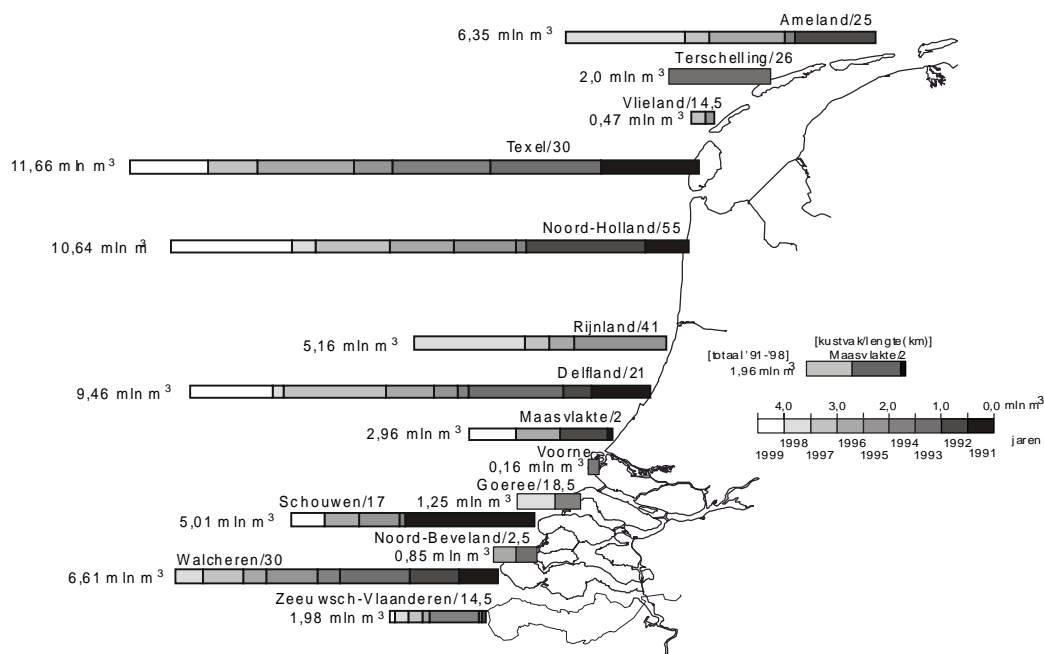 Ameland/25
6,35 mln m³
Terschelling/26
2,0 mln m³
Vlieland/14,5
0,47 mln m³
Texel/30
11,66 mln m³
Noord-Holland/55
10,64 mln m³
Rijnland/41
5,16 mln m³
[totaal '91-'98]
[kustvak/lengte(km)]
Maasvlakte/2
1,96 mln m³
Delfland/21
9,46 mln m³
4,0 3,0 2,0 1,0 0,0 mln m³
1998 1996 1994 1992 jaren
1999 1997 1995 1993 1991
Maasvlakte/2
2,96 mln m³
Voorne
0,16 mln m³
Goeree/18,5
1,25 mln m³
Schouwen/17
5,01 mln m³
Noord-Beveland/2,5
0,85 mln m³
Walcheren/30
6,61 mln m³
Zeeuwsch-Vlaanderen/14,5
1,98 mln m³